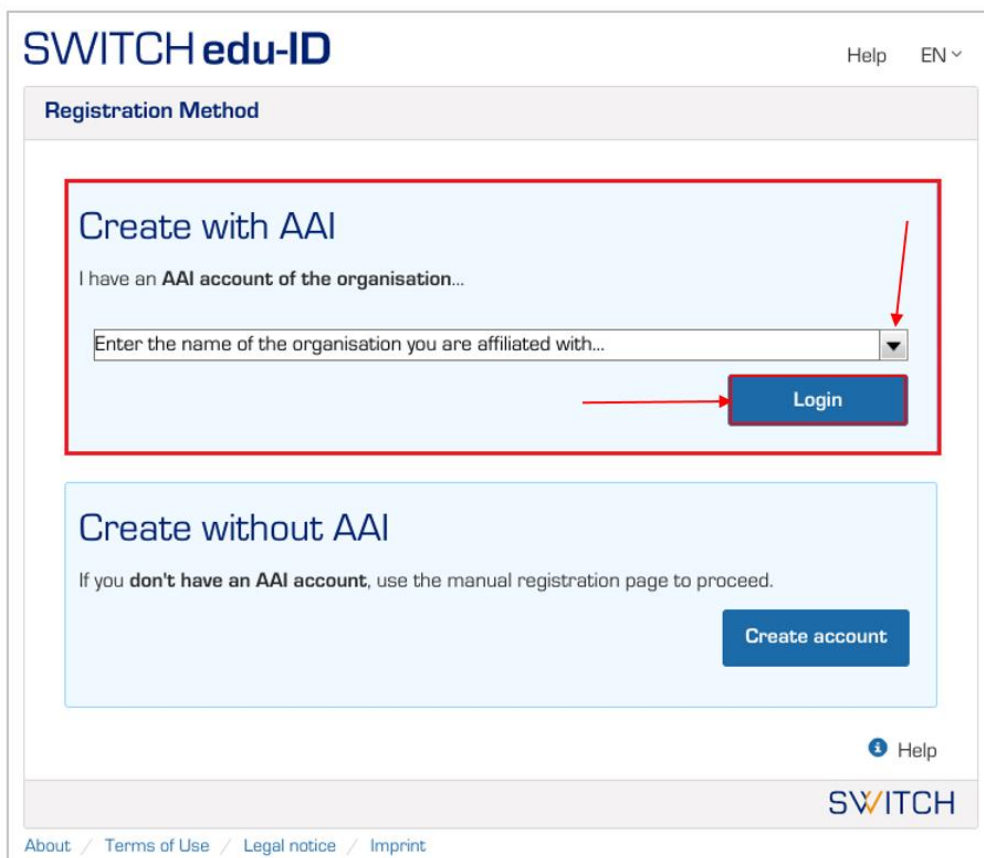 SWITCH edu-ID
Help EN
Registration Method
Create with AAI
I have an AAI account of the organisation...
Enter the name of the organisation you are affiliated with...
Login
Create without AAI
If you don't have an AAI account, use the manual registration page to proceed.
Create account
Help
SWITCH
About / Terms of Use / Legal notice / Imprint